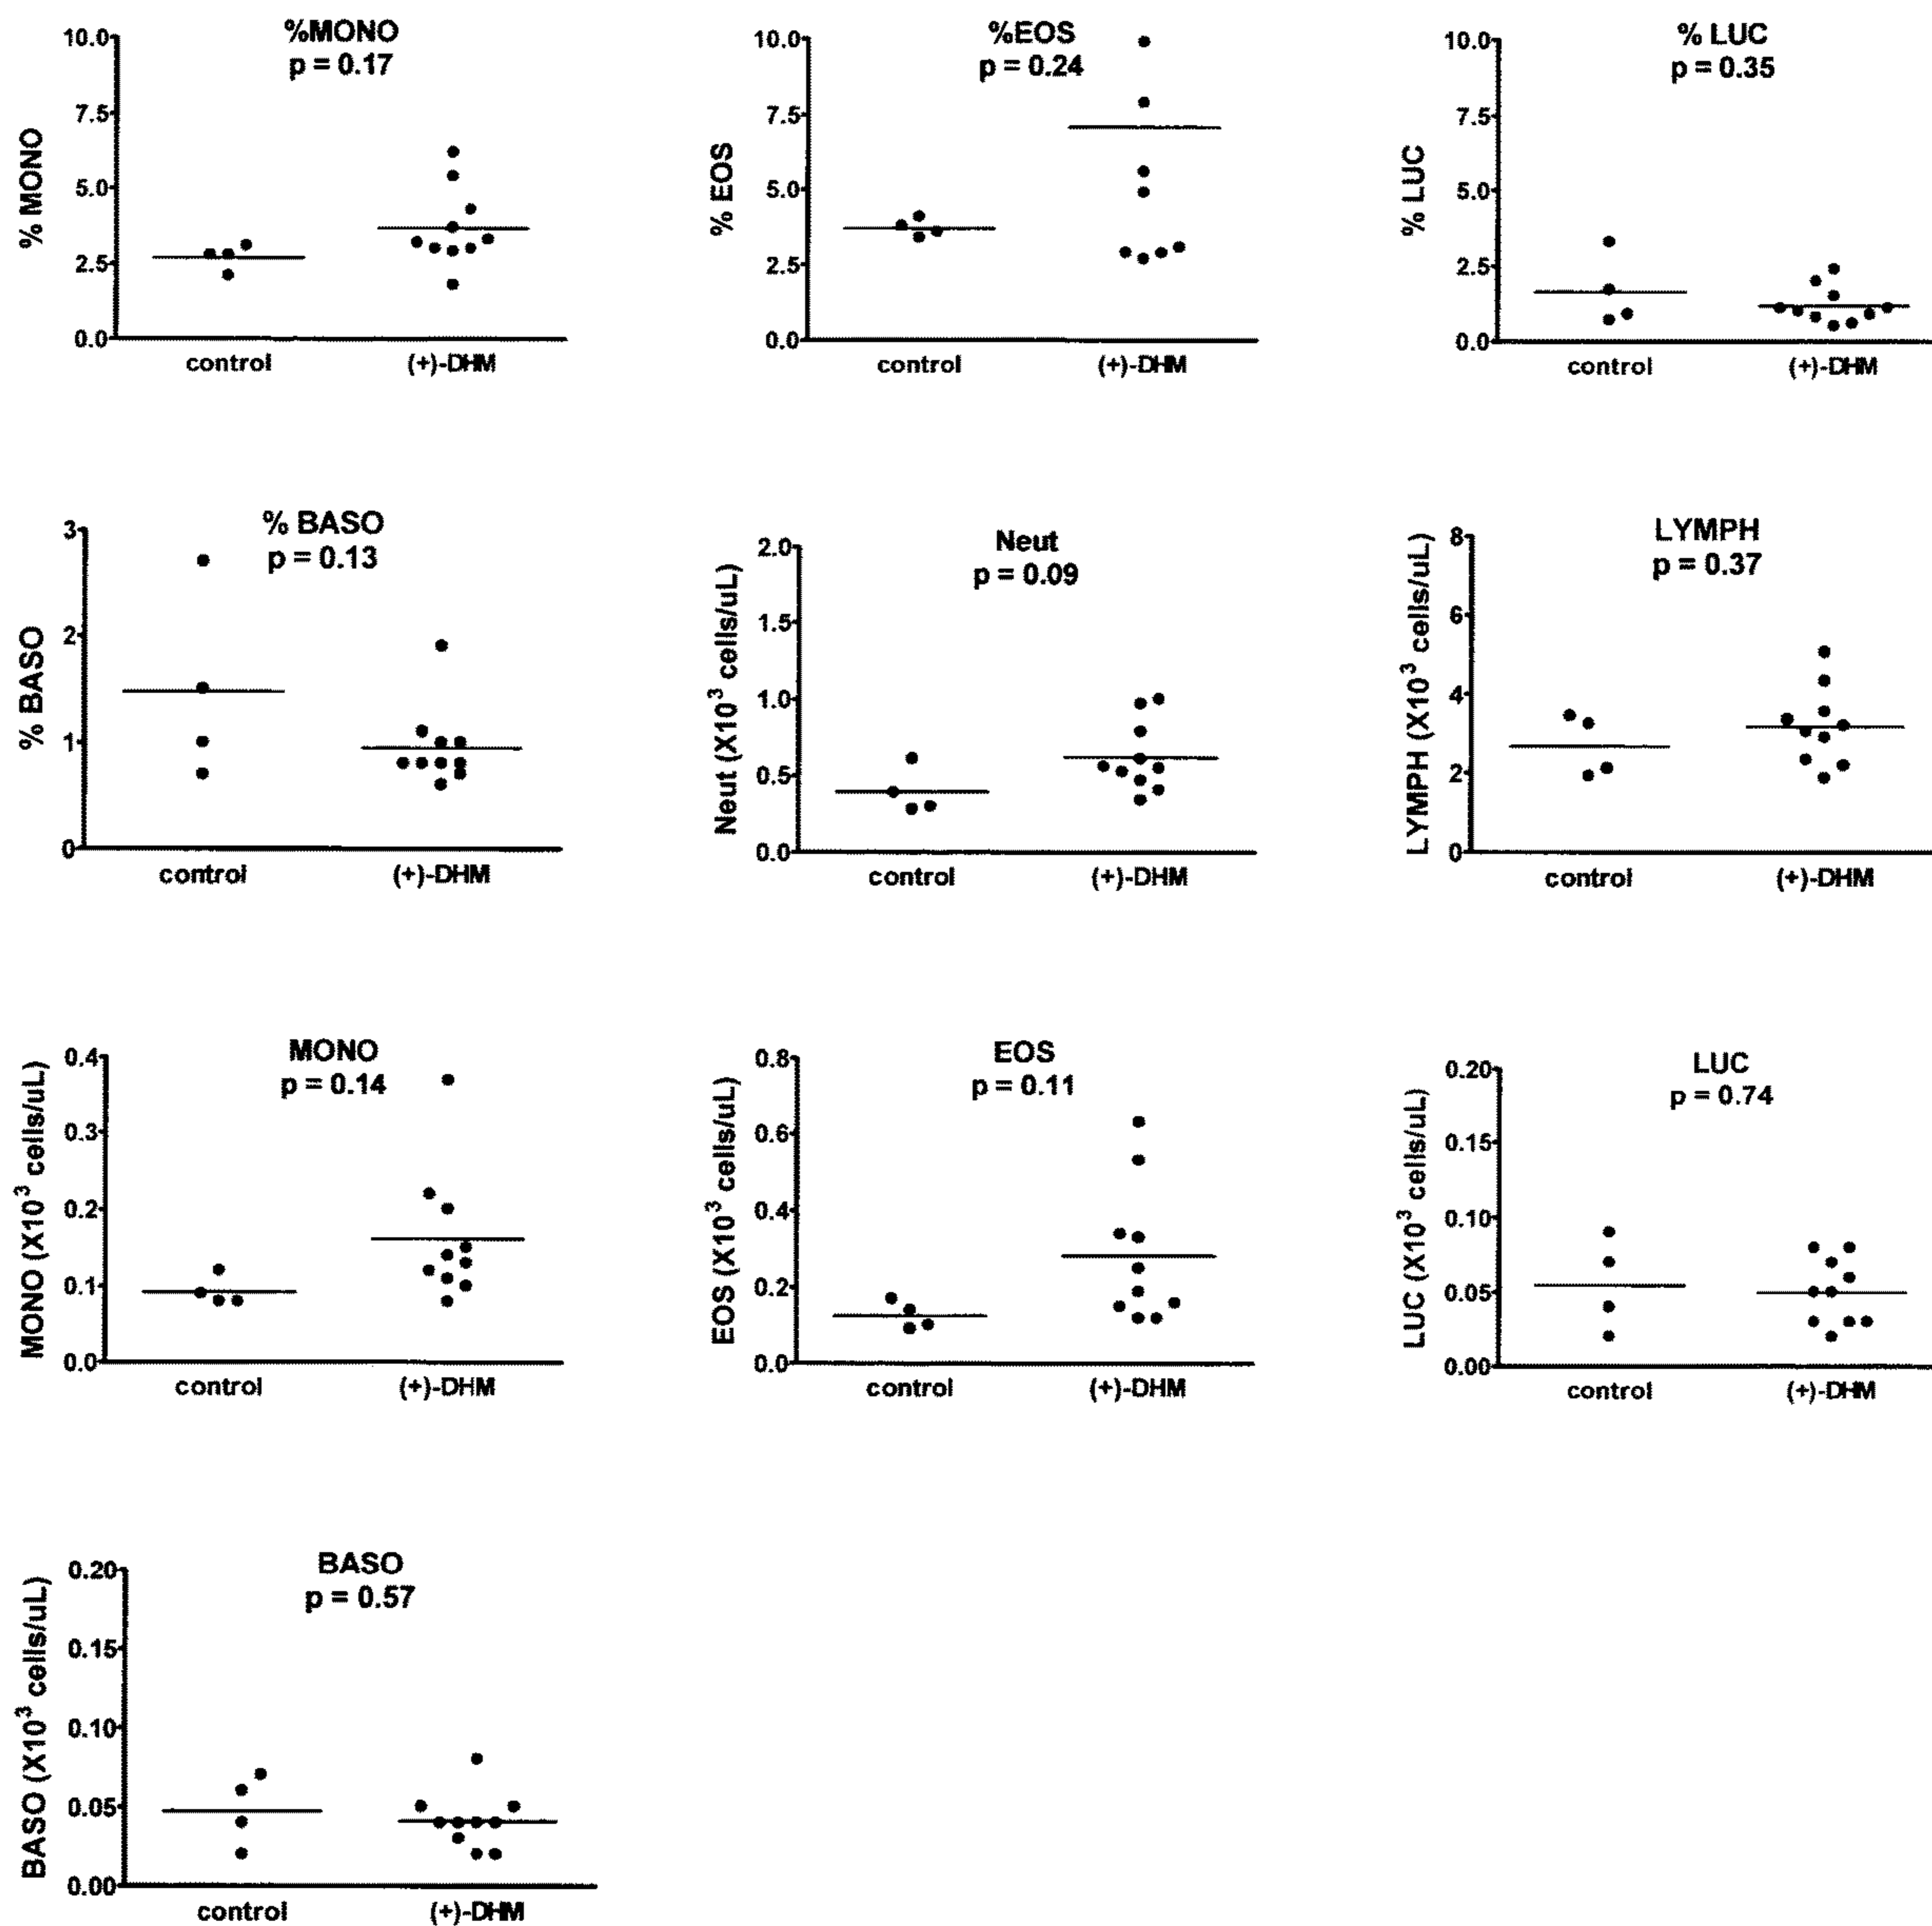 %MONO
p = 0.17
% MONO
10.0
7.5
5.0
2.5
0.0
control (+)-DHM
%EOS
p = 0.24
% EOS
10.0
7.5
5.0
2.5
0.0
control (+)-DHM
% LUC
p = 0.35
% LUC
10.0
7.5
5.0
2.5
0.0
control (+)-DHM
% BASO
p = 0.13
% BASO
3
2
1
0
control (+)-DHM
Neut
p = 0.09
Neut (X10³ cells/uL)
2.0
1.5
1.0
0.5
0.0
control (+)-DHM
LYMPH
p = 0.37
LYMPH (X10³ cells/uL)
8
6
4
2
0
control (+)-DHM
MONO
p = 0.14
MONO (X10³ cells/uL)
0.4
0.3
0.2
0.1
0.0
control (+)-DHM
EOS
p = 0.11
EOS (X10³ cells/uL)
0.8
0.6
0.4
0.2
0.0
control (+)-DHM
LUC
p = 0.74
LUC (X10³ cells/uL)
0.20
0.15
0.10
0.05
0.00
control (+)-DHM
BASO
p = 0.57
BASO (X10³ cells/uL)
0.20
0.15
0.10
0.05
0.00
control (+)-DHM